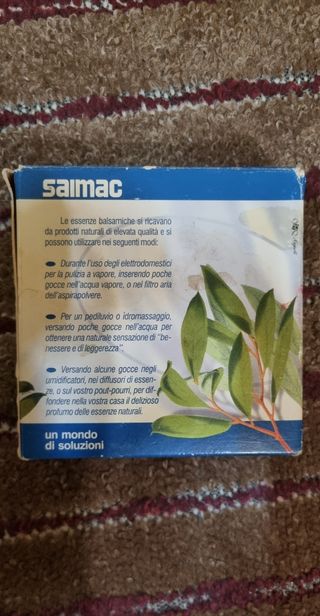 saimac
Le essenze balsamiche si ricavano
da prodotti naturali di elevata qualità e si
possono utilizzare nei seguenti modi:
Durante l'uso degli elettrodomestici
per la pulizia a vapore, inserendo poche
gocce nell'acqua vapore, o nel filtro aria
dell'aspirapolvere.
Per un pediluvio o idromassaggio,
versando poche gocce nell'acqua per
ottenere una naturale sensazione di "be-
nessere e di leggerezza".
Versando alcune gocce negli
umidificatori, nei diffusori di essen-
ze, o sul vostro pout-pourri, per dif-
fondere nella vostra casa il delizioso
profumo delle essenze naturali.
un mondo
di soluzioni